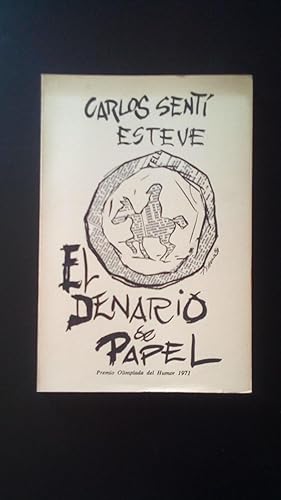 CARLOS SENTÍ
ESTEVE
EL
DENARIO
de
PAPEL
Premio Olimpiada del Humor 1971